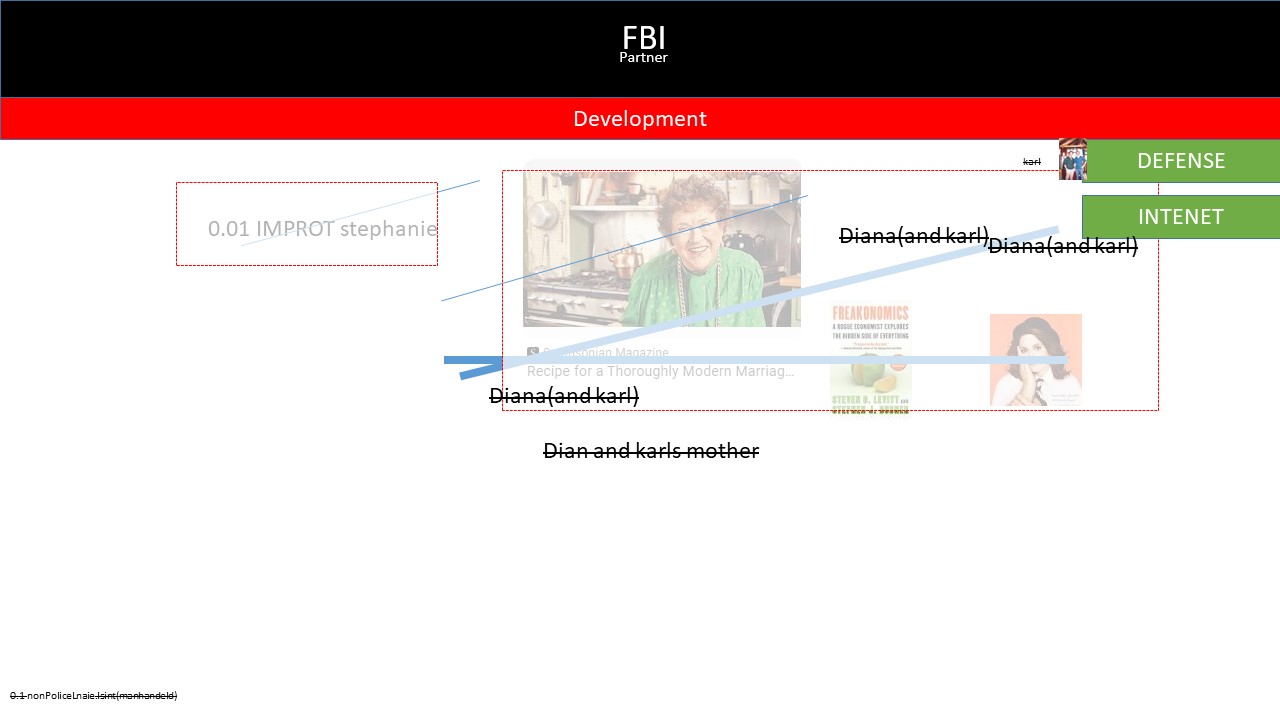 FBI
Partner
Development
karl
DEFENSE
INTENET
0.01 IMPROT stephanie
Diana(and karl)
Diana(and karl)
FREAKONOMICS
A ROGUE ECONOMIST EXPLORES
THE HIDDEN SIDE OF EVERYTHING
STEVEN D. LEVITT AND
STEPHEN J. DUBNER
Smithsonian Magazine
Recipe for a Thoroughly Modern Marriag...
Diana(and karl)
Dian and karls mother
0.1 nonPoliceLnaie.Isint(manhandeld)